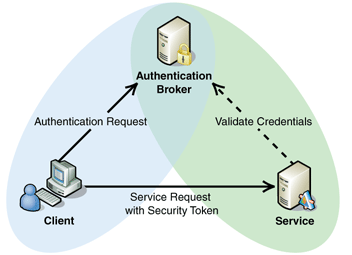 Authentication
Broker
Authentication Request
Validate Credentials
Service Request
with Security Token
Client
Service